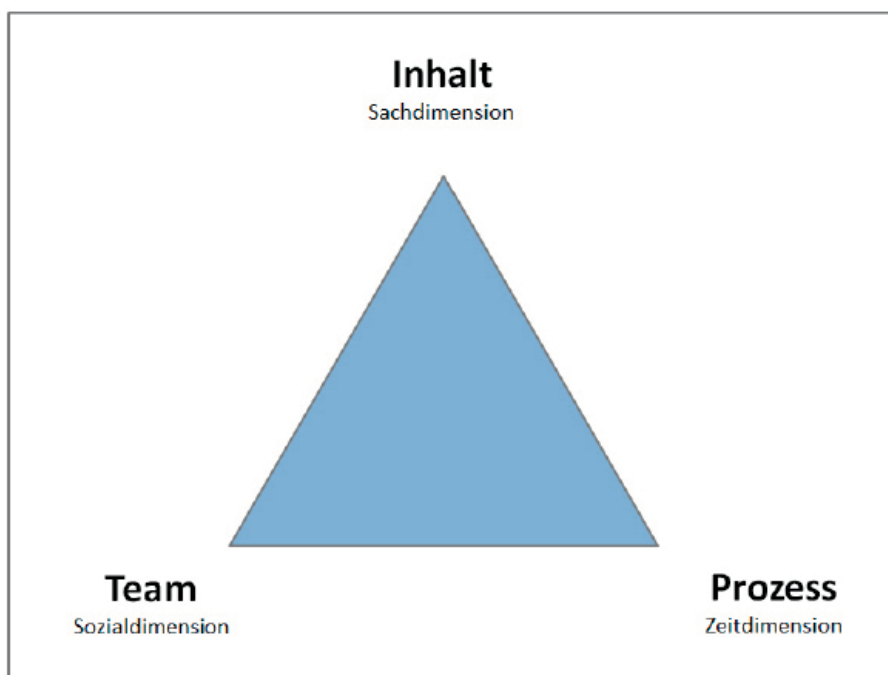 Inhalt
Sachdimension
Team
Sozialdimension
Prozess
Zeitdimension